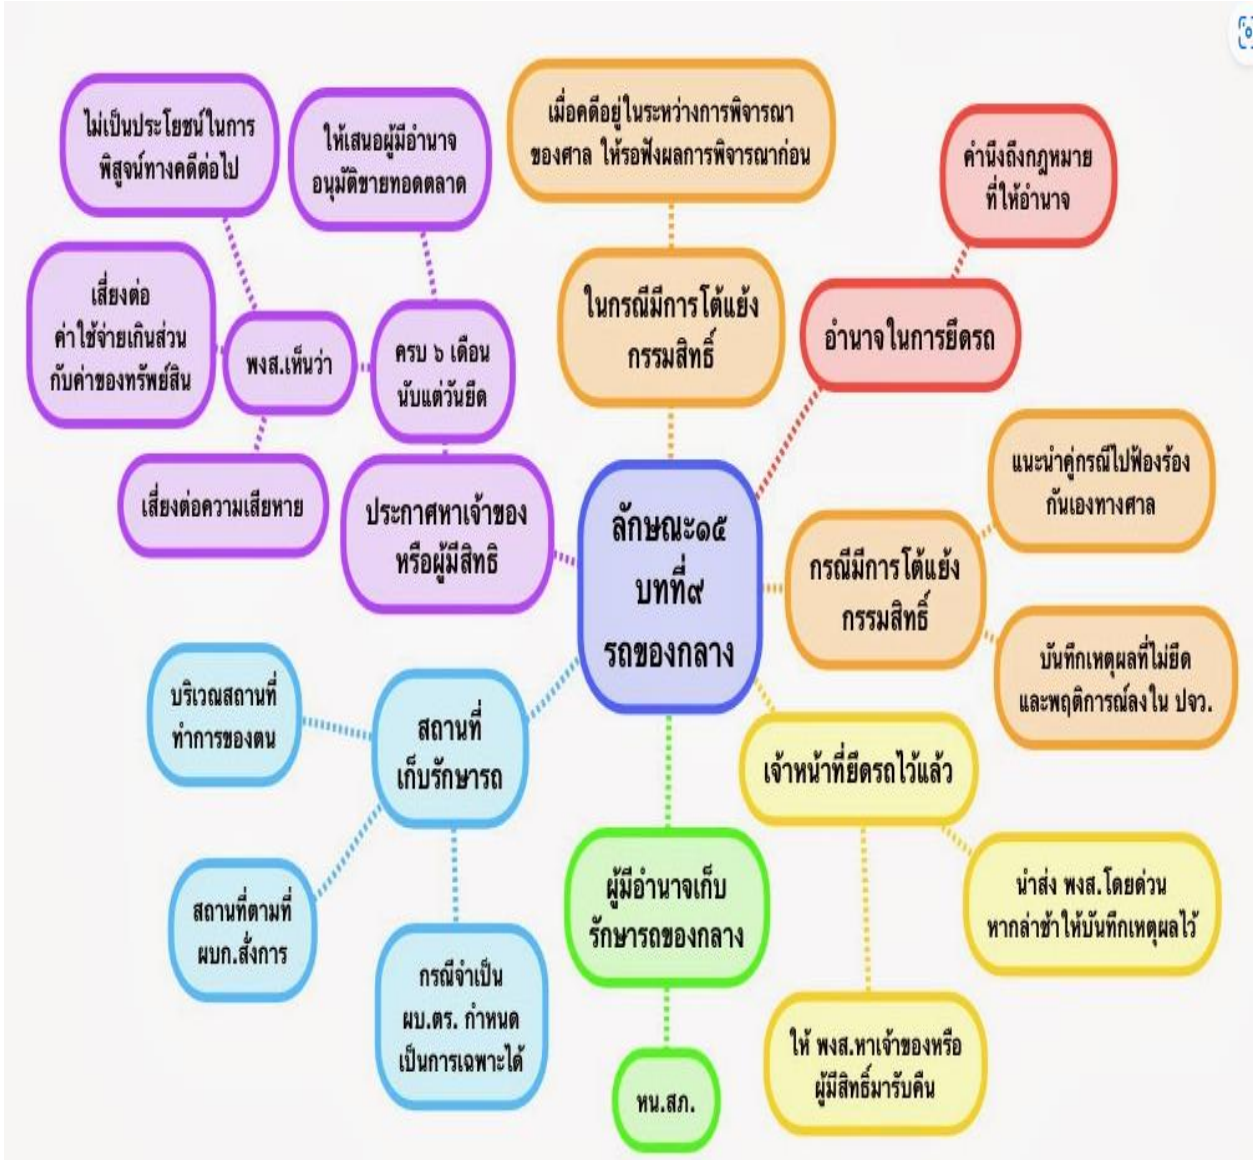 ไม่เป็นประโยชน์ในการ
พิสูจน์ทางคดีต่อไป
ให้เสนอผู้มีอำนาจ
อนุมัติขายทอดตลาด
เมื่อคดีอยู่ในระหว่างการพิจารณา
ของศาล ให้รอฟังผลการพิจารณาก่อน
คำนึงถึงกฎหมาย
ที่ให้อำนาจ
เสี่ยงต่อ
ค่าใช้จ่ายเกินส่วน
กับค่าของทรัพย์สิน
พงส.เห็นว่า
ครบ ๖ เดือน
นับแต่วันยึด
ในกรณีมีการโต้แย้ง
กรรมสิทธิ์
อำนาจในการยึดรถ
เสี่ยงต่อความเสียหาย
ประกาศหาเจ้าของ
หรือผู้มีสิทธิ
ลักษณะ๑๕
บทที่๙
รถของกลาง
แนะนำคู่กรณีไปฟ้องร้อง
กันเองทางศาล
กรณีมีการโต้แย้ง
กรรมสิทธิ์
บันทึกเหตุผลที่ไม่ยึด
และพฤติการณ์ลงใน ปจว.
บริเวณสถานที่
ทำการของตน
สถานที่
เก็บรักษารถ
เจ้าหน้าที่ยึดรถไว้แล้ว
สถานที่ตามที่
ผบก.สั่งการ
กรณีจำเป็น
ผบ.ตร. กำหนด
เป็นการเฉพาะได้
ผู้มีอำนาจเก็บ
รักษารถของกลาง
หน.สภ.
นำส่ง พงส.โดยด่วน
หากล่าช้าให้บันทึกเหตุผลไว้
ให้ พงส.หาเจ้าของหรือ
ผู้มีสิทธิ์มารับคืน